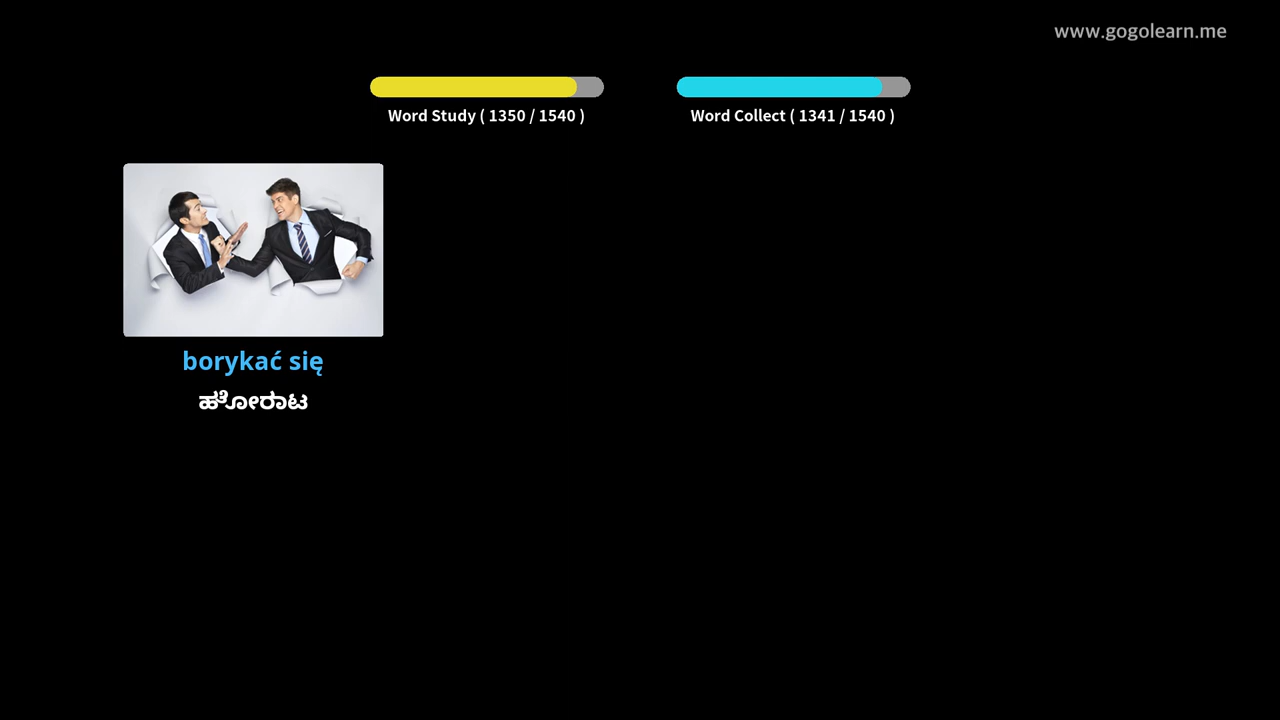 www.gogolearn.me
Word Study ( 1350 / 1540 )
Word Collect ( 1341 / 1540 )
borykać się
ಹೋರಾಟ